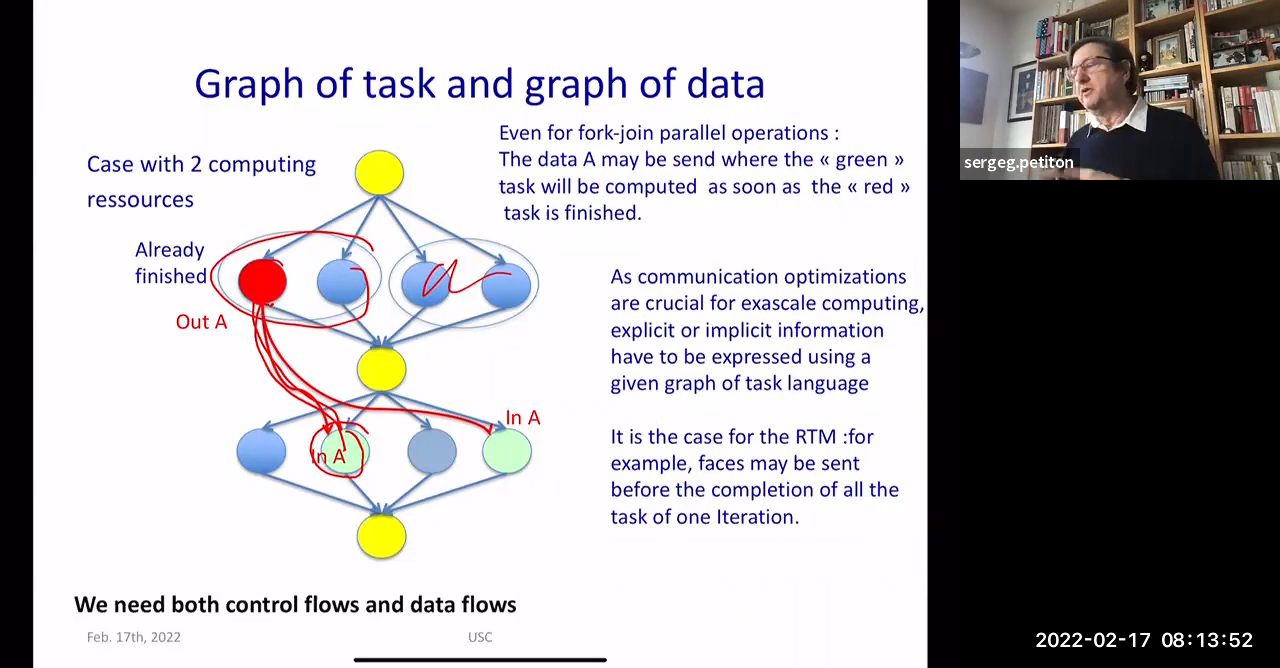 Graph of task and graph of data
Case with 2 computing
ressources
Even for fork-join parallel operations :
The data A may be send where the « green »
task will be computed as soon as the « red »
task is finished.
Already
finished
Out A
In A
In A
As communication optimizations
are crucial for exascale computing,
explicit or implicit information
have to be expressed using a
given graph of task language
It is the case for the RTM :for
example, faces may be sent
before the completion of all the
task of one Iteration.
We need both control flows and data flows
Feb. 17th, 2022
USC
sergeg.petiton
2022-02-17 08:13:52